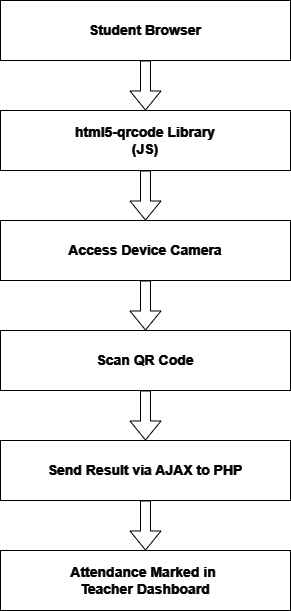 Student Browser
html5-qrcode Library
(JS)
Access Device Camera
Scan QR Code
Send Result via AJAX to PHP
Attendance Marked in
Teacher Dashboard